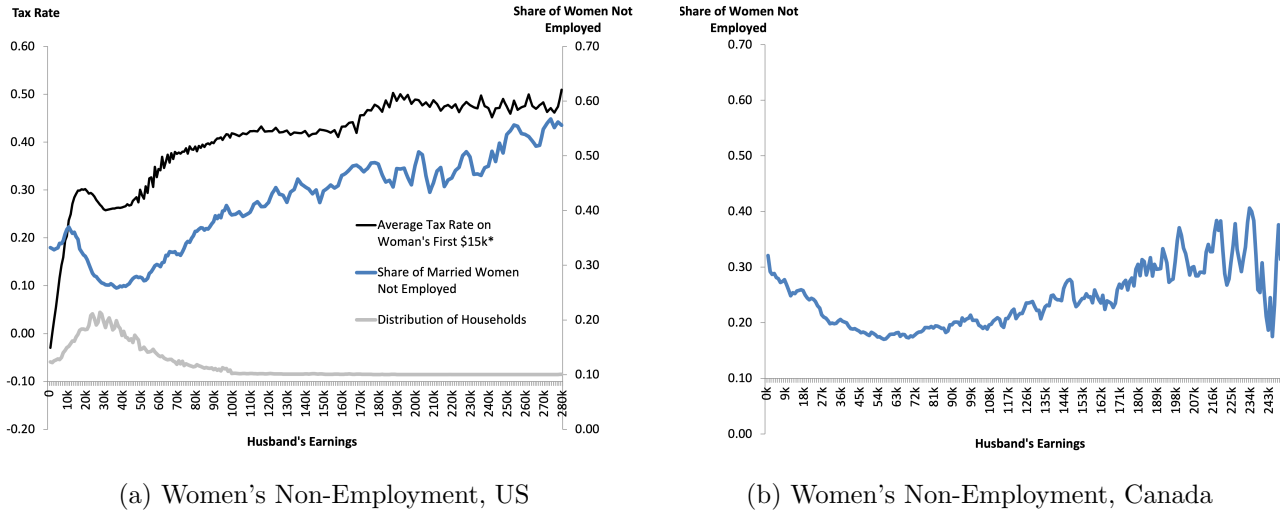 Tax Rate
Share of Women Not
Employed
0.60
0.50
0.40
0.30
0.20
0.10
0.00
-0.10
-0.20
0.70
0.60
0.50
0.40
0.30
0.20
0.10
0.00
Average Tax Rate on
Woman's First $15k*
Share of Married Women
Not Employed
Distribution of Households
0
10k
20k
30k
40k
50k
60k
70k
80k
90k
100k
110k
120k
130k
140k
150k
160k
170k
180k
190k
200k
210k
220k
230k
240k
250k
260k
270k
280k
Husband's Earnings
(a) Women's Non-Employment, US
Share of Women Not
Employed
0.70
0.60
0.50
0.40
0.30
0.20
0.10
0.00
0k
9k
18k
27k
36k
45k
54k
63k
72k
81k
90k
99k
108k
117k
126k
135k
144k
153k
162k
171k
180k
189k
198k
207k
216k
225k
234k
243k
Husband's Earnings
(b) Women's Non-Employment, Canada